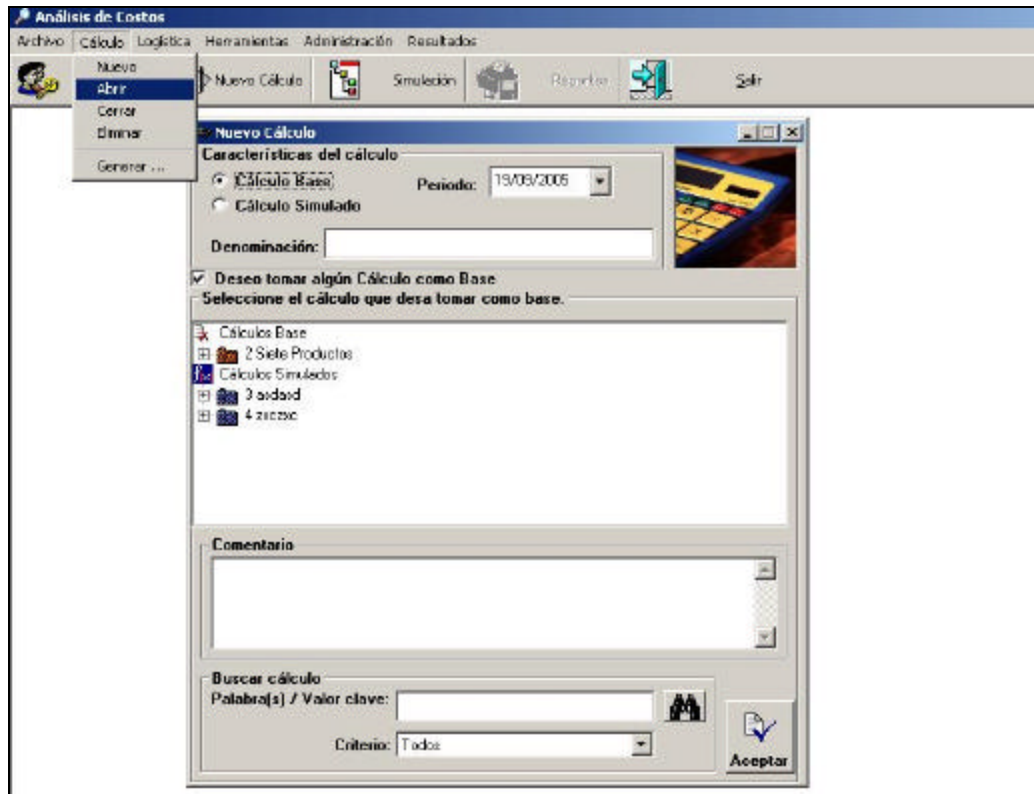 Análisis de Costos
Archivo Cálculo Logística Herramientas Administración Resultados
Nuevo
Abrir
Cerrar
Eliminar
Generar ...
Nuevo Cálculo Simulación Reportes Salir
Nuevo Cálculo
Características del cálculo
Cálculo Base
Periodo: 19/09/2005
Cálculo Simulado
Denominación:
Deseo tomar algún Cálculo como Base
Seleccione el cálculo que desa tomar como base.
Cálculos Base
2 Siete Productos
Cálculos Simulados
3 asdasd
4 zxczxc
Comentario
Buscar cálculo
Palabra(s) / Valor clave:
Criterio: Todos
Aceptar